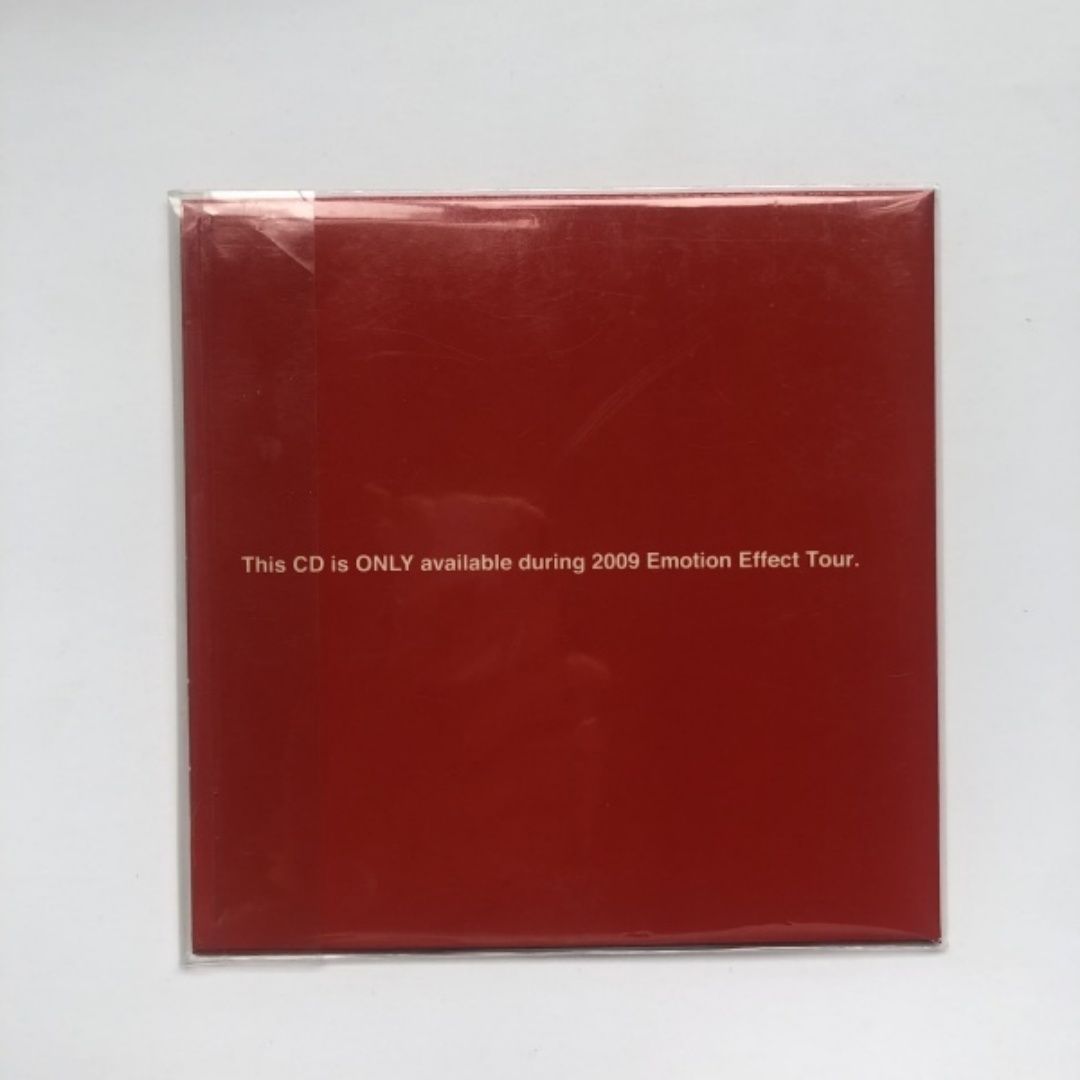 This CD is ONLY available during 2009 Emotion Effect Tour.